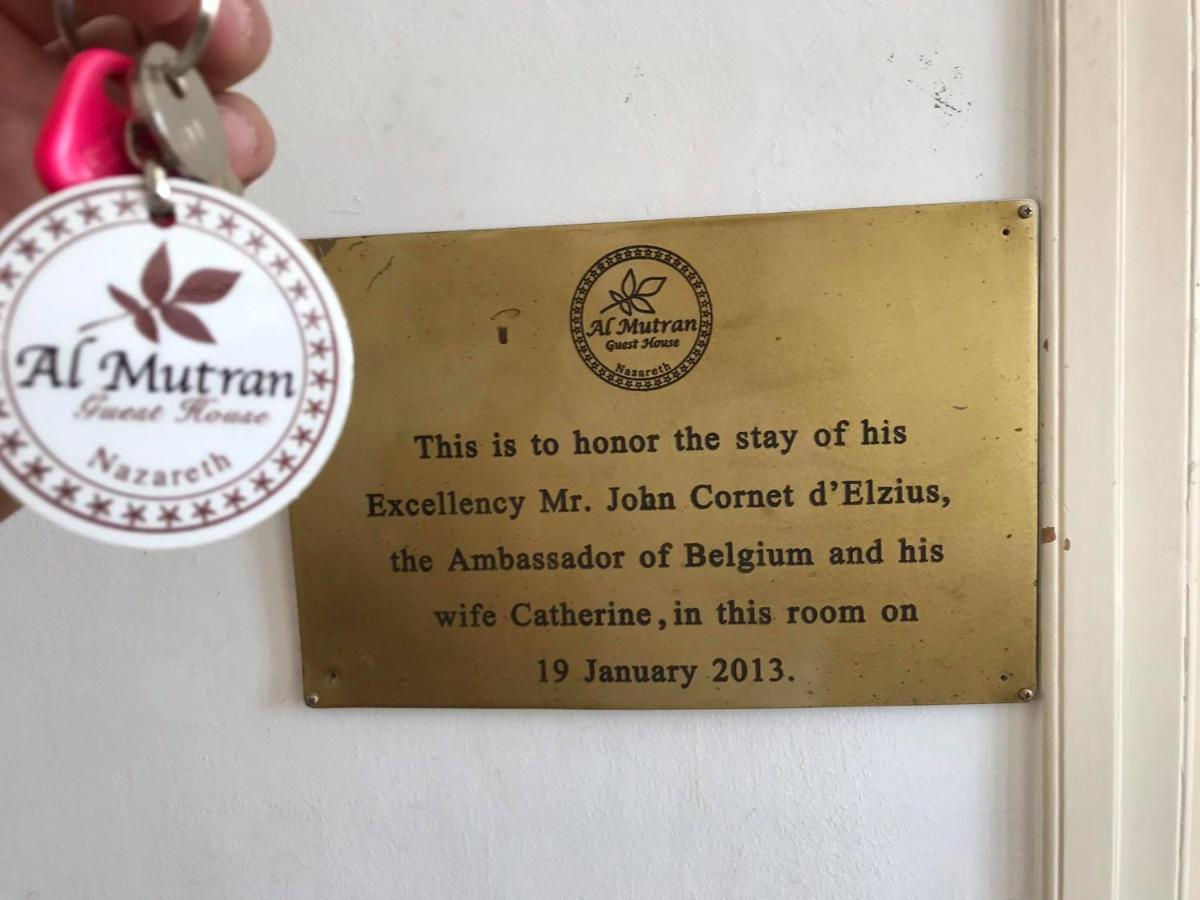 Al Mutran
Guest House
Nazareth
Al Mutran
Guest House
Nazareth
This is to honor the stay of his
Excellency Mr. John Cornet d'Elzius,
the Ambassador of Belgium and his
wife Catherine, in this room on
19 January 2013.